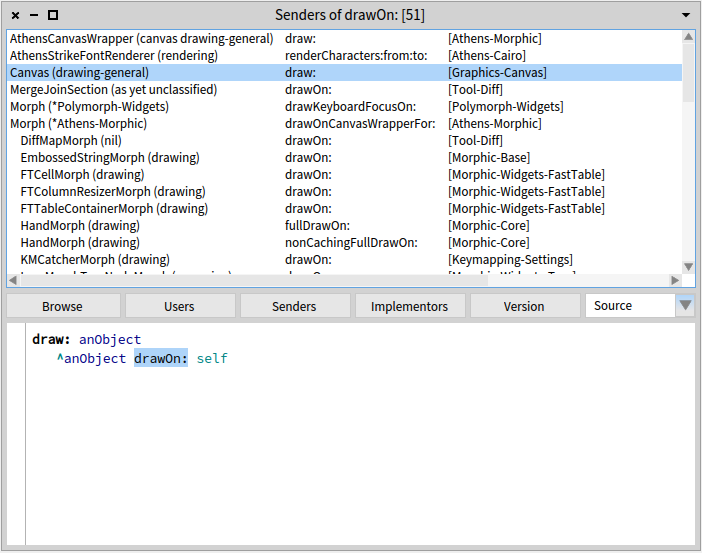 Senders of drawOn: [51]
AthensCanvasWrapper (canvas drawing-general) draw: [Athens-Morphic]
AthensStrikeFontRenderer (rendering) renderCharacters:from:to: [Athens-Cairo]
Canvas (drawing-general) draw: [Graphics-Canvas]
MergeJoinSection (as yet unclassified) drawOn: [Tool-Diff]
Morph (*Polymorph-Widgets) drawKeyboardFocusOn: [Polymorph-Widgets]
Morph (*Athens-Morphic) drawOnCanvasWrapperFor: [Athens-Morphic]
DiffMapMorph (nil) drawOn: [Tool-Diff]
EmbossedStringMorph (drawing) drawOn: [Morphic-Base]
FTCellMorph (drawing) drawOn: [Morphic-Widgets-FastTable]
FTColumnResizerMorph (drawing) drawOn: [Morphic-Widgets-FastTable]
FTTableContainerMorph (drawing) drawOn: [Morphic-Widgets-FastTable]
HandMorph (drawing) fullDrawOn: [Morphic-Core]
HandMorph (drawing) nonCachingFullDrawOn: [Morphic-Core]
KMCatcherMorph (drawing) drawOn: [Keymapping-Settings]
Browse Users Senders Implementors Version Source
draw: anObject
^anObject drawOn: self